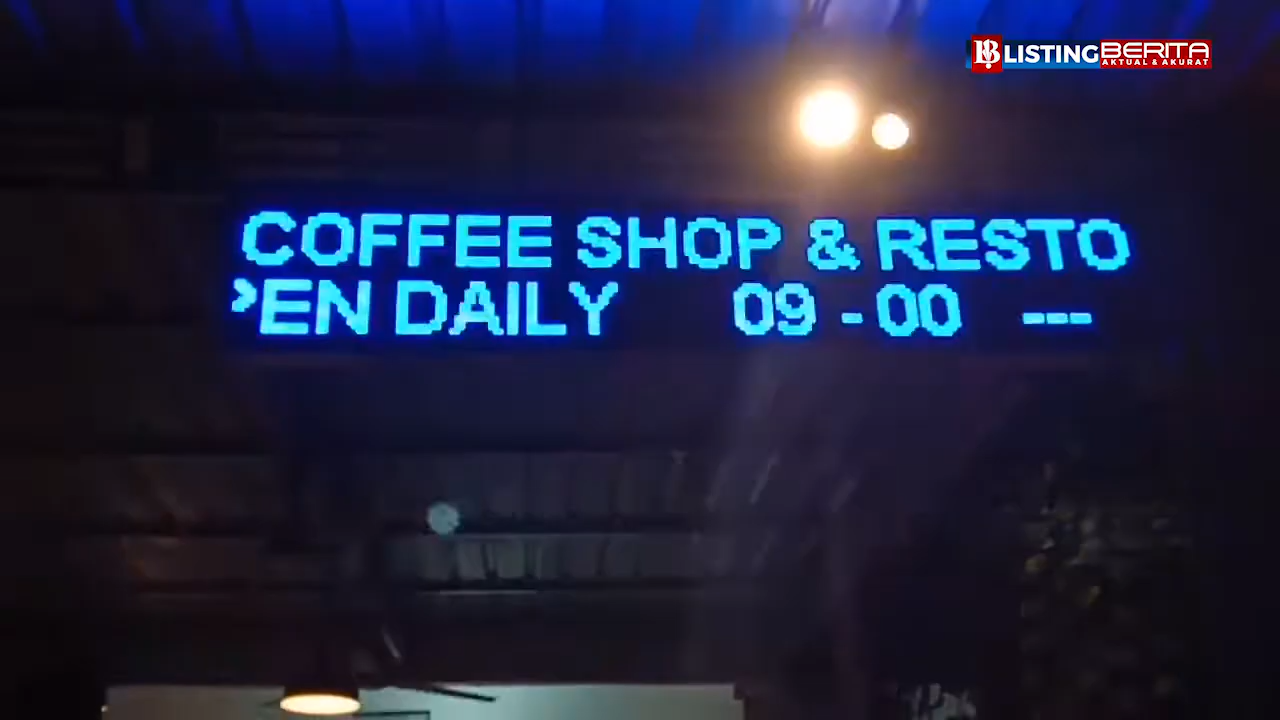 LISTINGBERITA
AKTUAL & AKURAT
COFFEE SHOP & RESTO
EN DAILY 09 - 00 ---